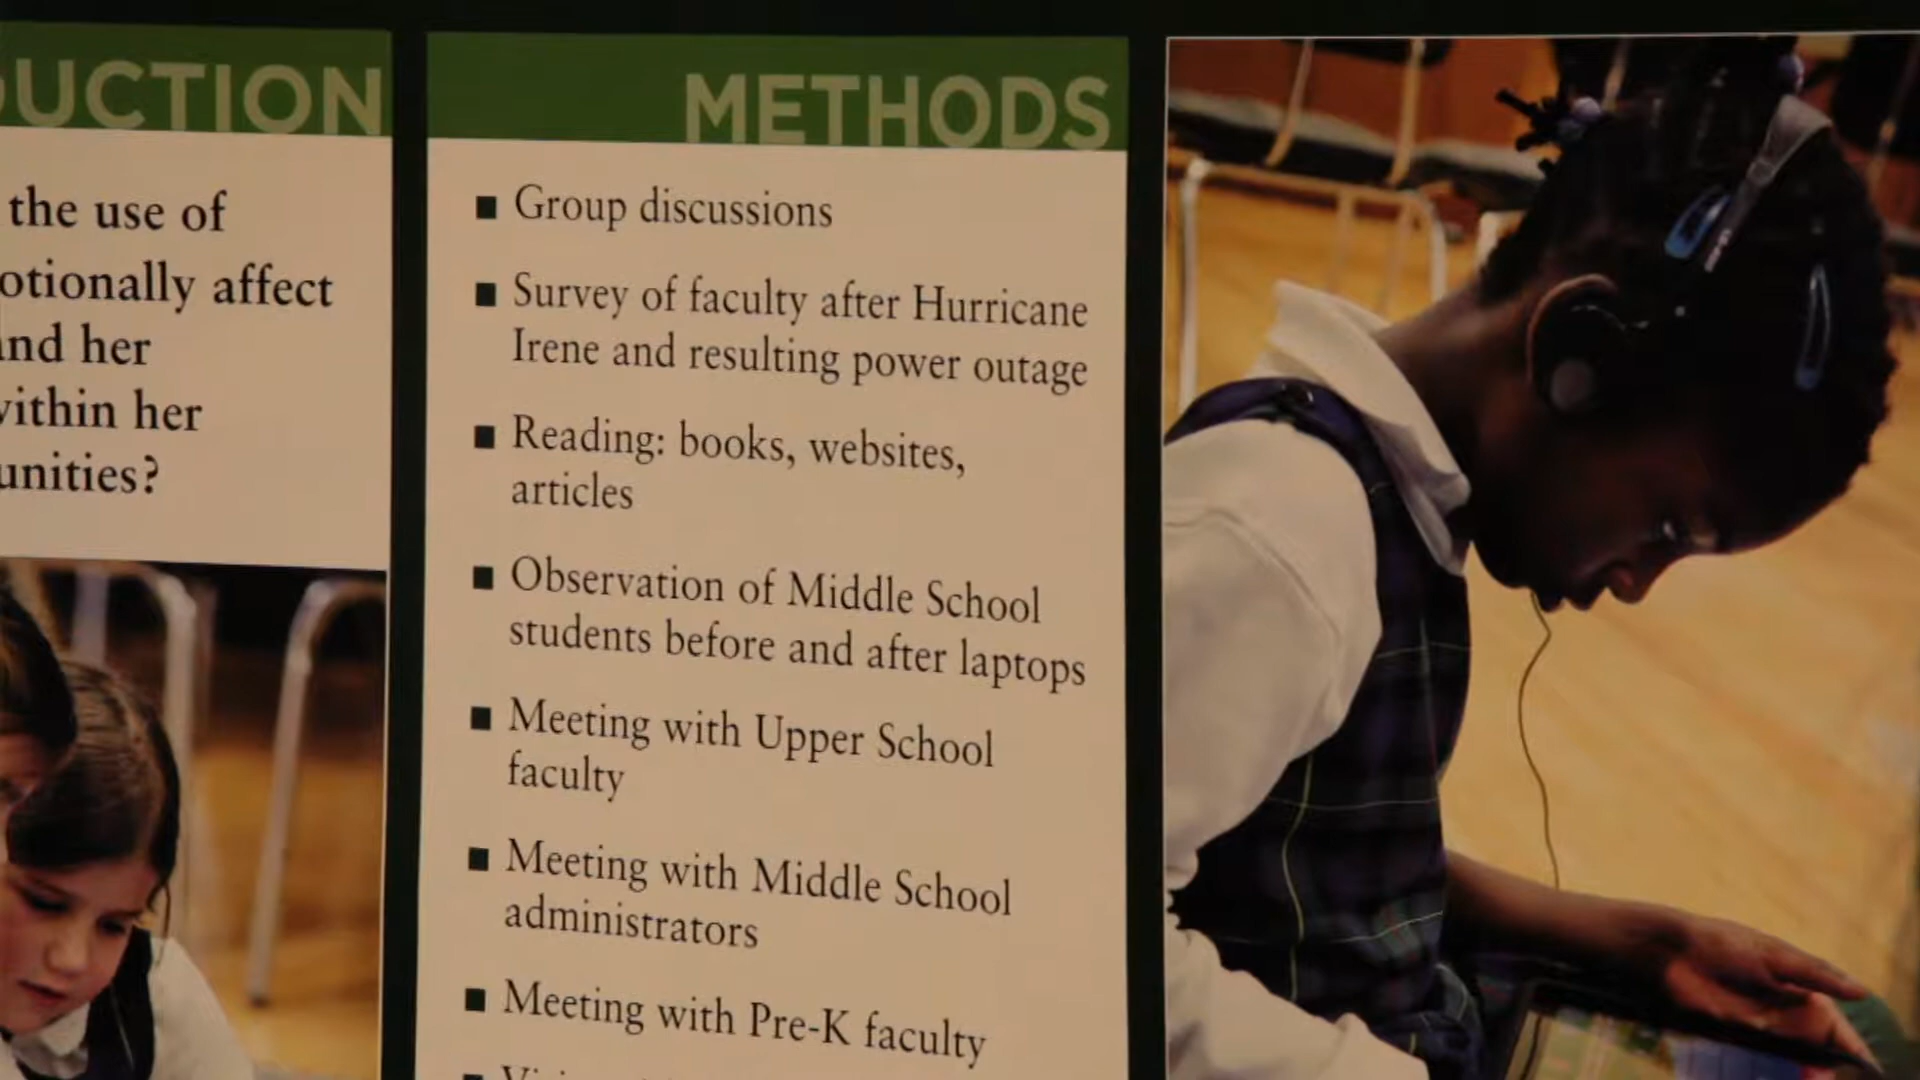 UCTION
the use of
otionally affect
and her
within her
unities?
METHODS
▪ Group discussions
▪ Survey of faculty after Hurricane
Irene and resulting power outage
▪ Reading: books, websites,
articles
▪ Observation of Middle School
students before and after laptops
▪ Meeting with Upper School
faculty
▪ Meeting with Middle School
administrators
▪ Meeting with Pre-K faculty